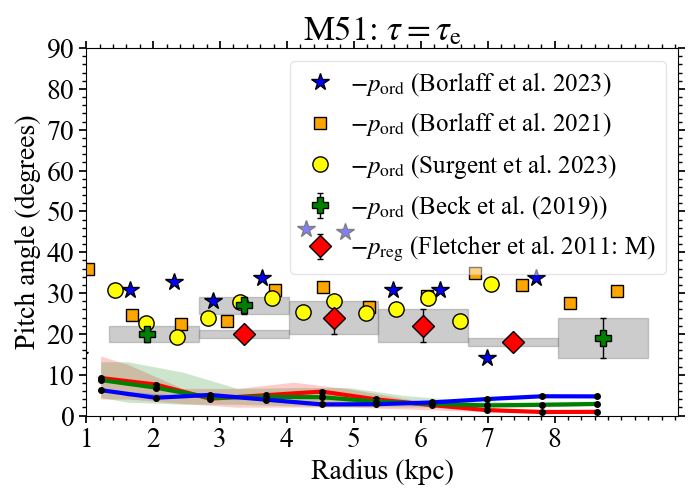 M51: τ = τe
90
80
70
60
50
40
30
20
10
0
Pitch angle (degrees)
−pord (Borlaff et al. 2023)
−pord (Borlaff et al. 2021)
−pord (Surgent et al. 2023)
−pord (Beck et al. (2019))
−preg (Fletcher et al. 2011: M)
1 2 3 4 5 6 7 8
Radius (kpc)